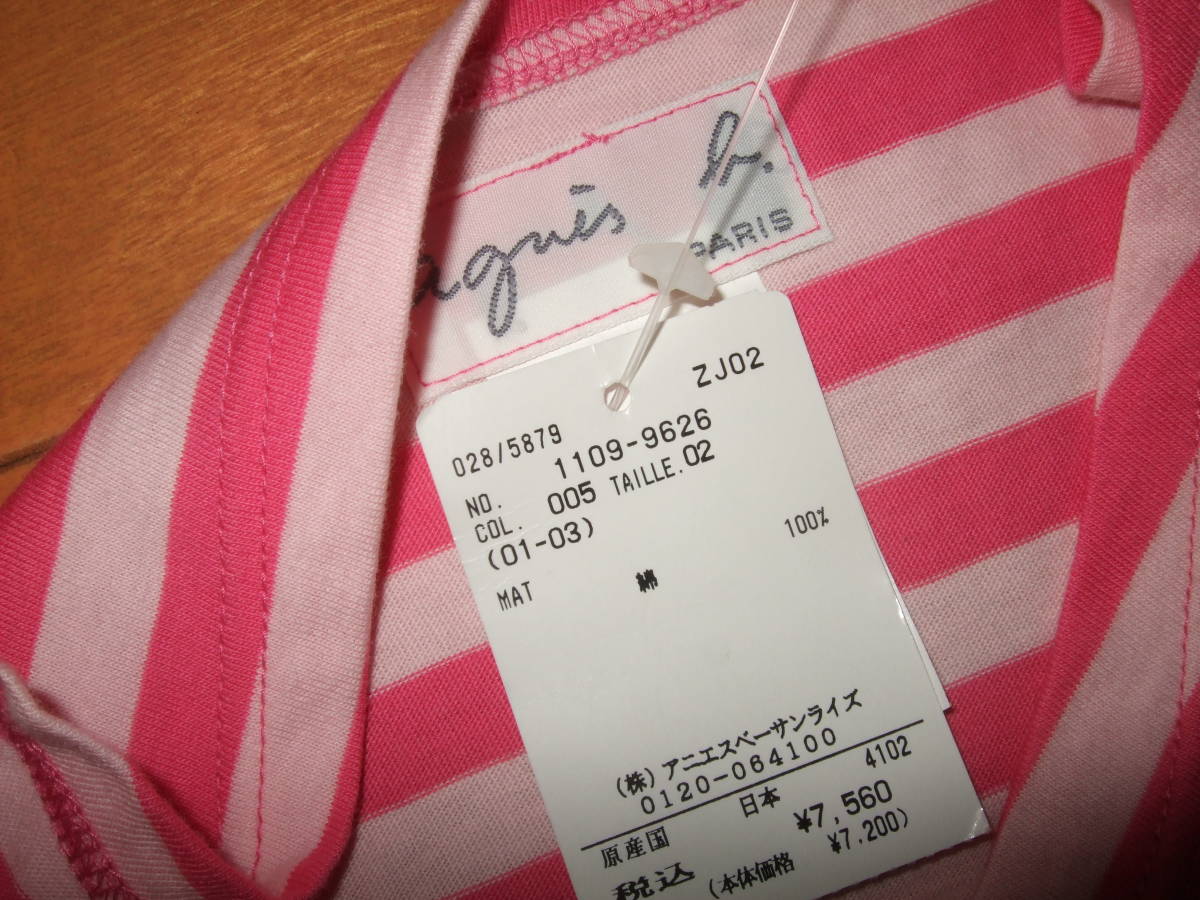 agnès b.
PARIS
ZJ02
028/5879
NO. 1109-9626
COL. 005 TAILLE.02
(01-03)
MAT 綿 100%
(株)アニエスベーサンライズ
0120-064100
4102
原産国 日本
税込 ¥7,560
(本体価格 ¥7,200)